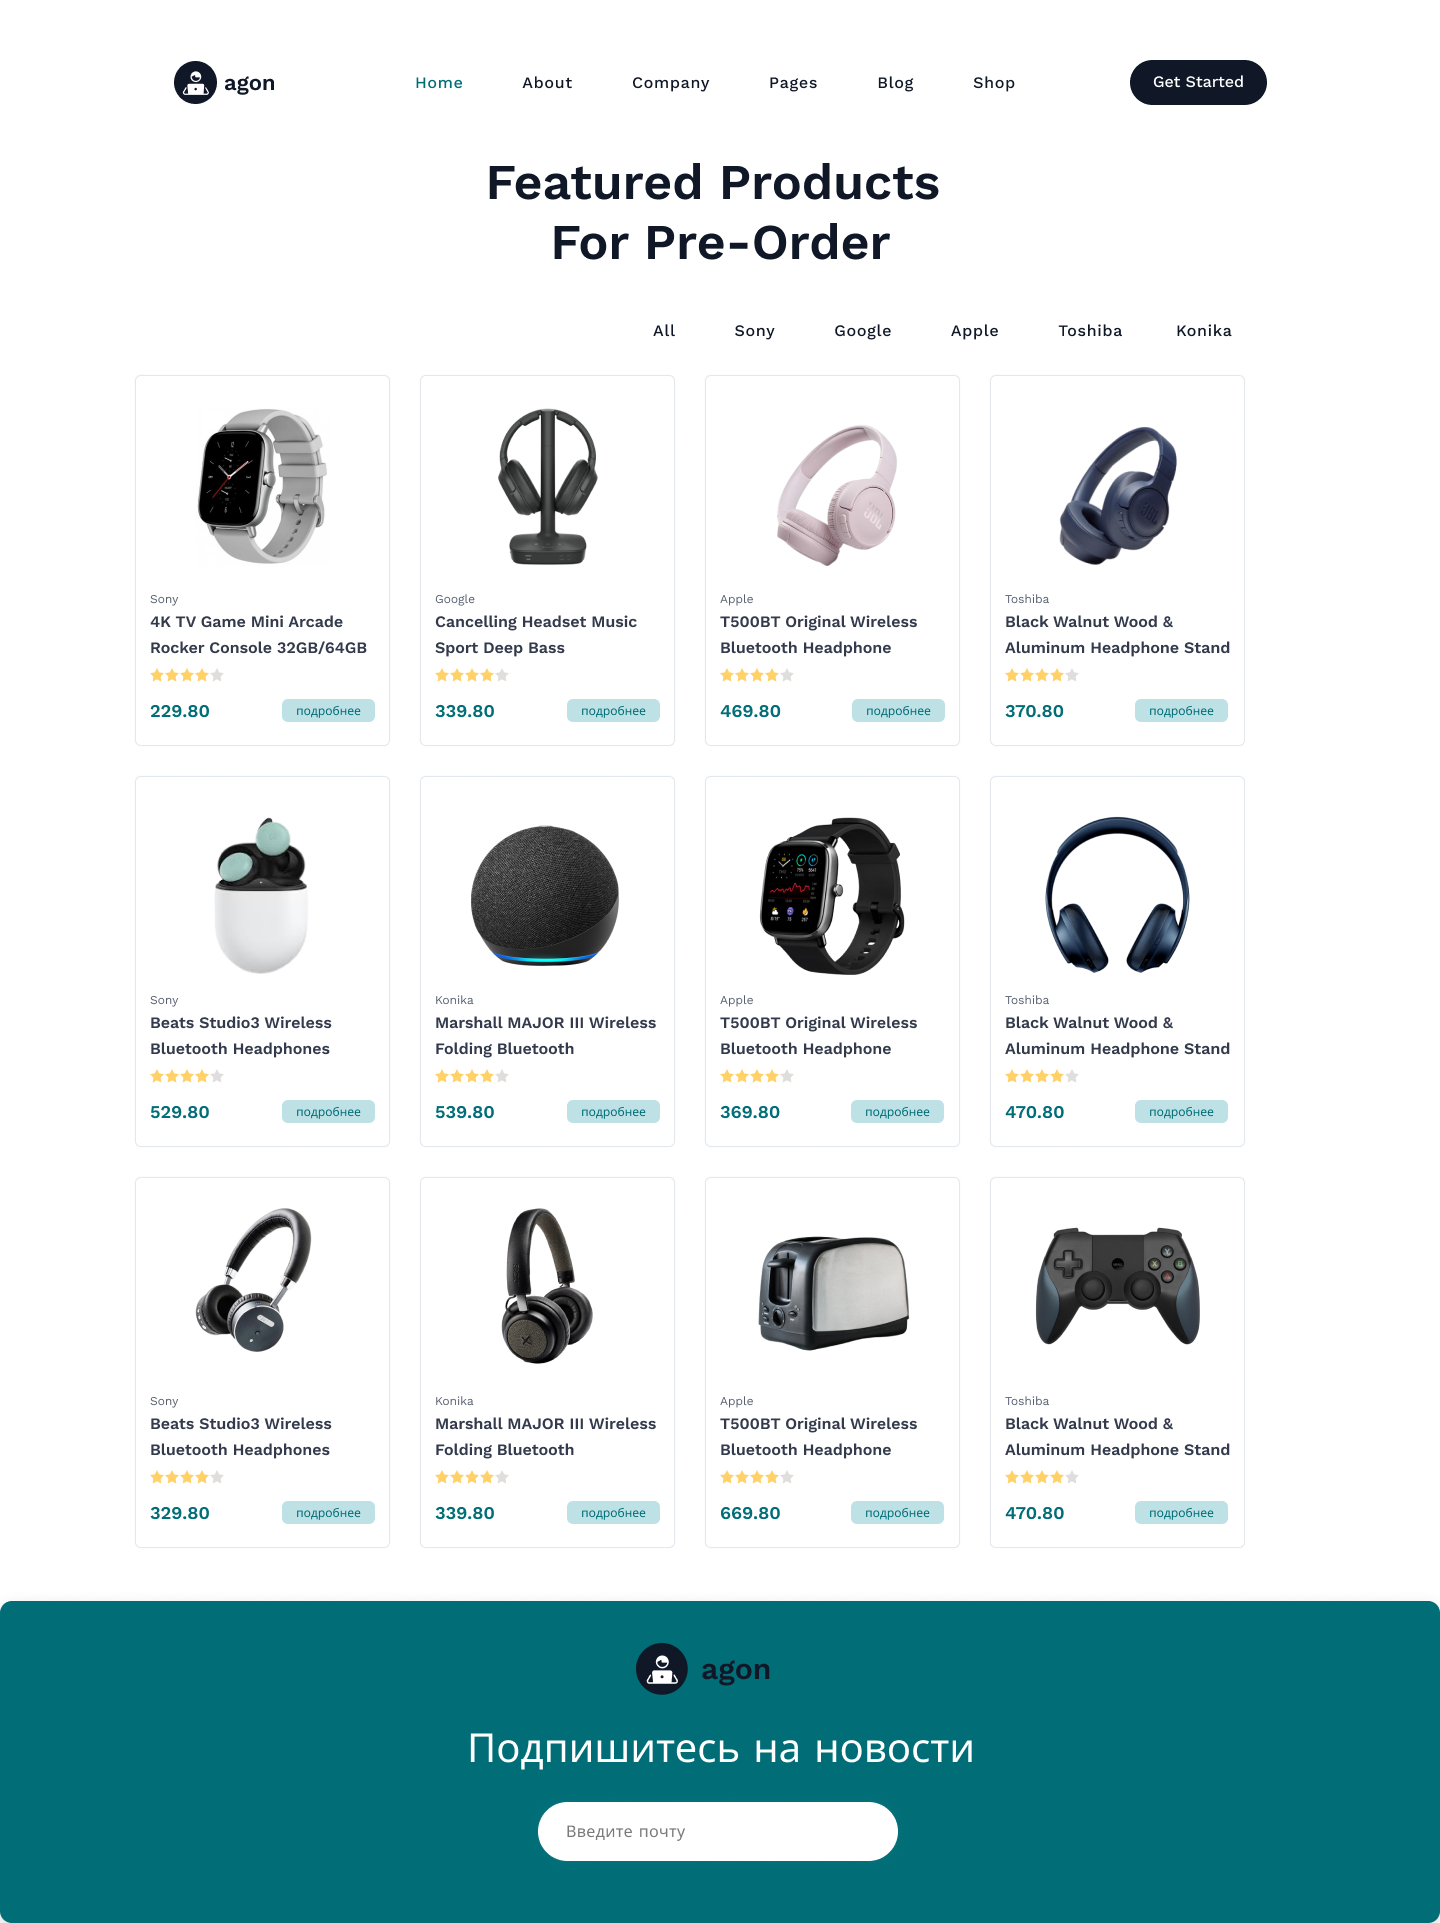 agon
Home About Company Pages Blog Shop
Get Started
Featured Products
For Pre-Order
All Sony Google Apple Toshiba Konika
Sony
4K TV Game Mini Arcade
Rocker Console 32GB/64GB
229.80 подробнее
Google
Cancelling Headset Music
Sport Deep Bass
339.80 подробнее
Apple
T500BT Original Wireless
Bluetooth Headphone
469.80 подробнее
Toshiba
Black Walnut Wood &
Aluminum Headphone Stand
370.80 подробнее
Sony
Beats Studio3 Wireless
Bluetooth Headphones
529.80 подробнее
Konika
Marshall MAJOR III Wireless
Folding Bluetooth
539.80 подробнее
Apple
T500BT Original Wireless
Bluetooth Headphone
369.80 подробнее
Toshiba
Black Walnut Wood &
Aluminum Headphone Stand
470.80 подробнее
Sony
Beats Studio3 Wireless
Bluetooth Headphones
329.80 подробнее
Konika
Marshall MAJOR III Wireless
Folding Bluetooth
339.80 подробнее
Apple
T500BT Original Wireless
Bluetooth Headphone
669.80 подробнее
Toshiba
Black Walnut Wood &
Aluminum Headphone Stand
470.80 подробнее
agon
Подпишитесь на новости
Введите почту